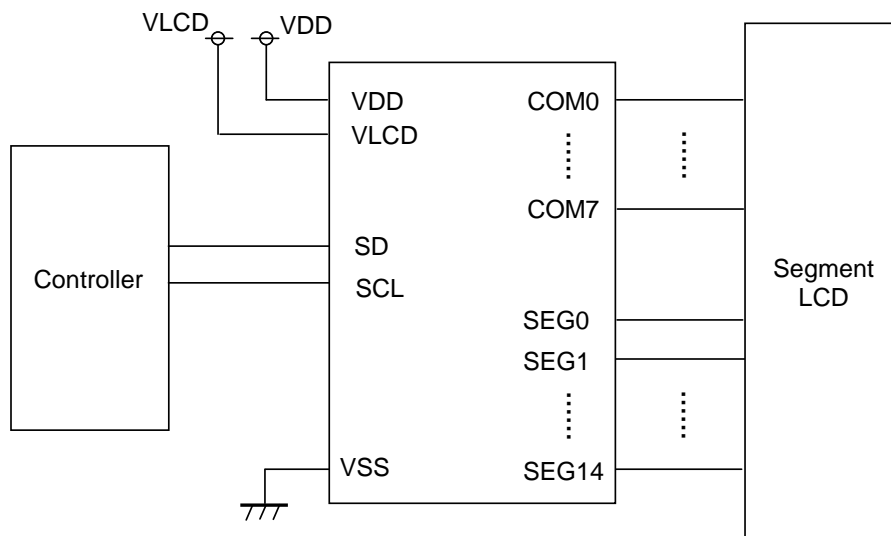 VLCD
VDD
VDD
VLCD
SD
SCL
VSS
COM0
COM7
SEG0
SEG1
SEG14
Controller
Segment
LCD